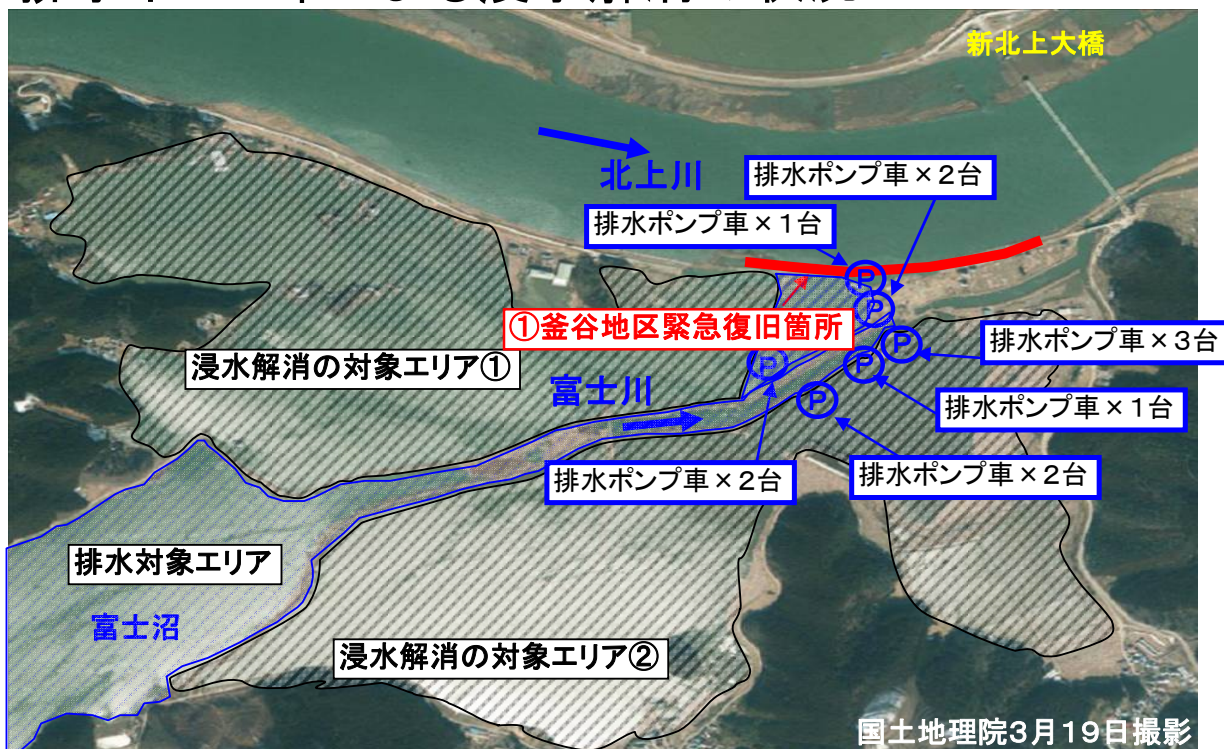 新北上大橋
北上川
排水ポンプ車×2台
排水ポンプ車×1台
①釜谷地区緊急復旧箇所
排水ポンプ車×3台
浸水解消の対象エリア①
富士川
排水ポンプ車×1台
排水ポンプ車×2台
排水ポンプ車×2台
排水対象エリア
富士沼
浸水解消の対象エリア②
国土地理院3月19日撮影
P
P
P
P
P
P